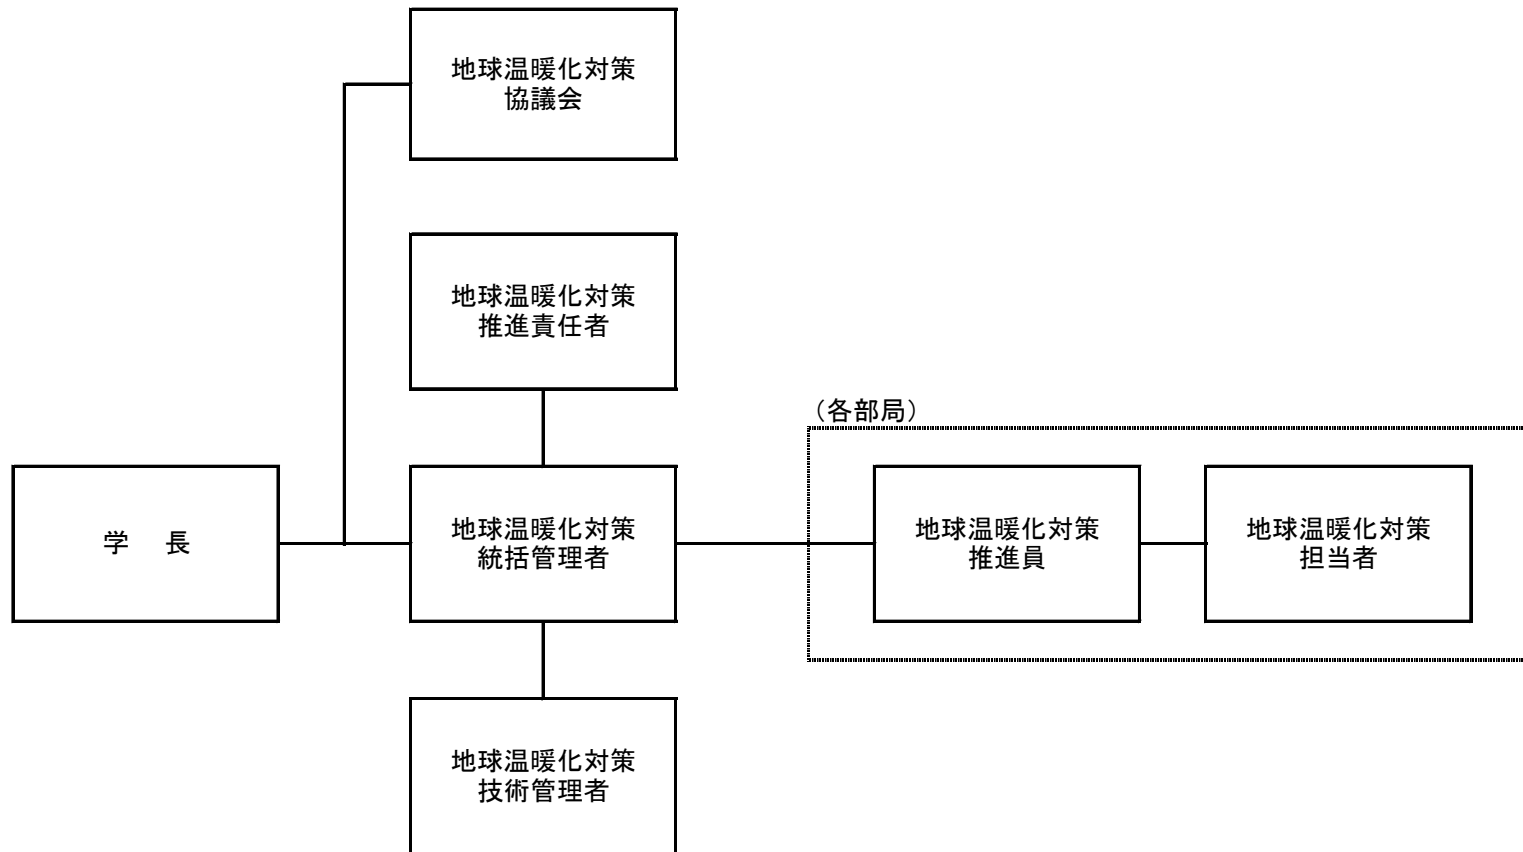 地球温暖化対策
協議会
地球温暖化対策
推進責任者
（各部局）
学　長
地球温暖化対策
統括管理者
地球温暖化対策
推進員
地球温暖化対策
担当者
地球温暖化対策
技術管理者